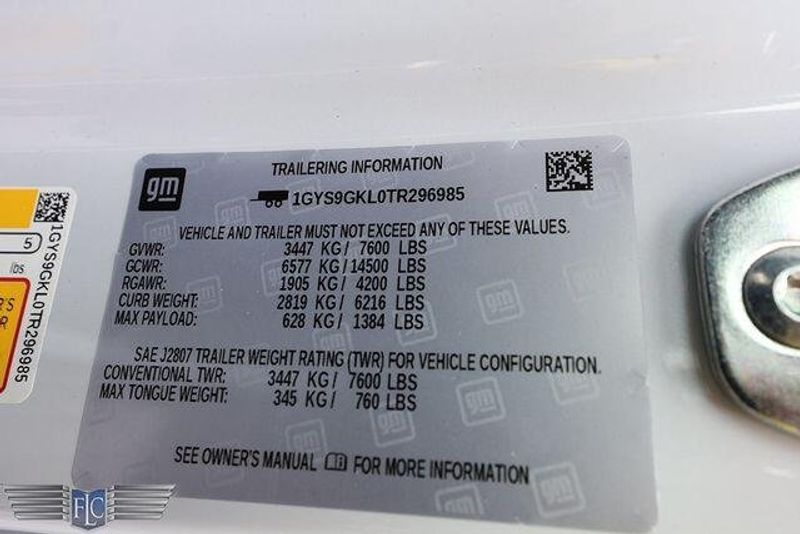 gm
TRAILERING INFORMATION
1GYS9GKL0TR296985
VEHICLE AND TRAILER MUST NOT EXCEED ANY OF THESE VALUES.
GVWR: 3447 KG / 7600 LBS
GCWR: 6577 KG / 14500 LBS
RGAWR: 1905 KG / 4200 LBS
CURB WEIGHT: 2819 KG / 6216 LBS
MAX PAYLOAD: 628 KG / 1384 LBS
SAE J2807 TRAILER WEIGHT RATING (TWR) FOR VEHICLE CONFIGURATION.
CONVENTIONAL TWR: 3447 KG / 7600 LBS
MAX TONGUE WEIGHT: 345 KG / 760 LBS
SEE OWNER'S MANUAL FOR MORE INFORMATION
5
lbs
1GYS9GKL0TR296985
FLC